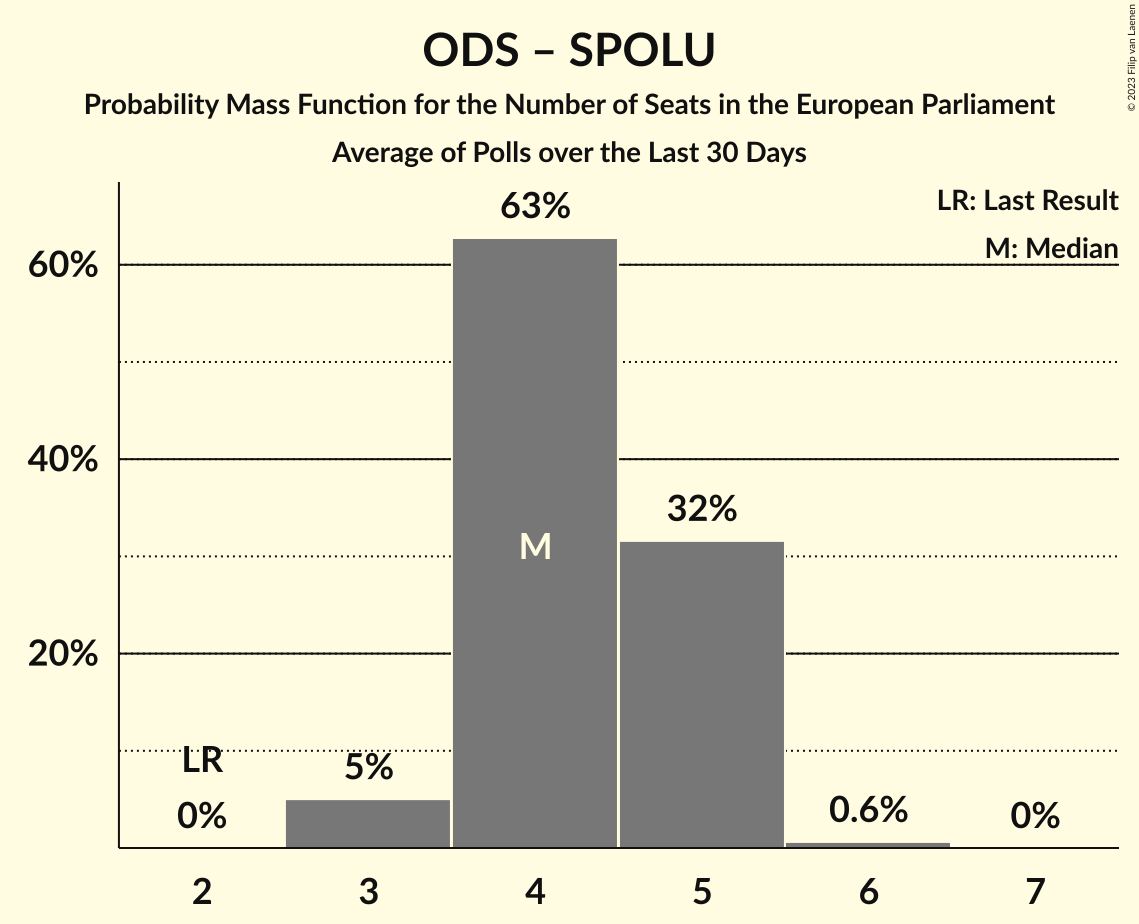 ODS – SPOLU
Probability Mass Function for the Number of Seats in the European Parliament
Average of Polls over the Last 30 Days
© 2023 Filip van Laenen
LR: Last Result
M: Median
63%
60%
40%
32%
M
20%
LR
5%
0%
0.6%
0%
2 3 4 5 6 7